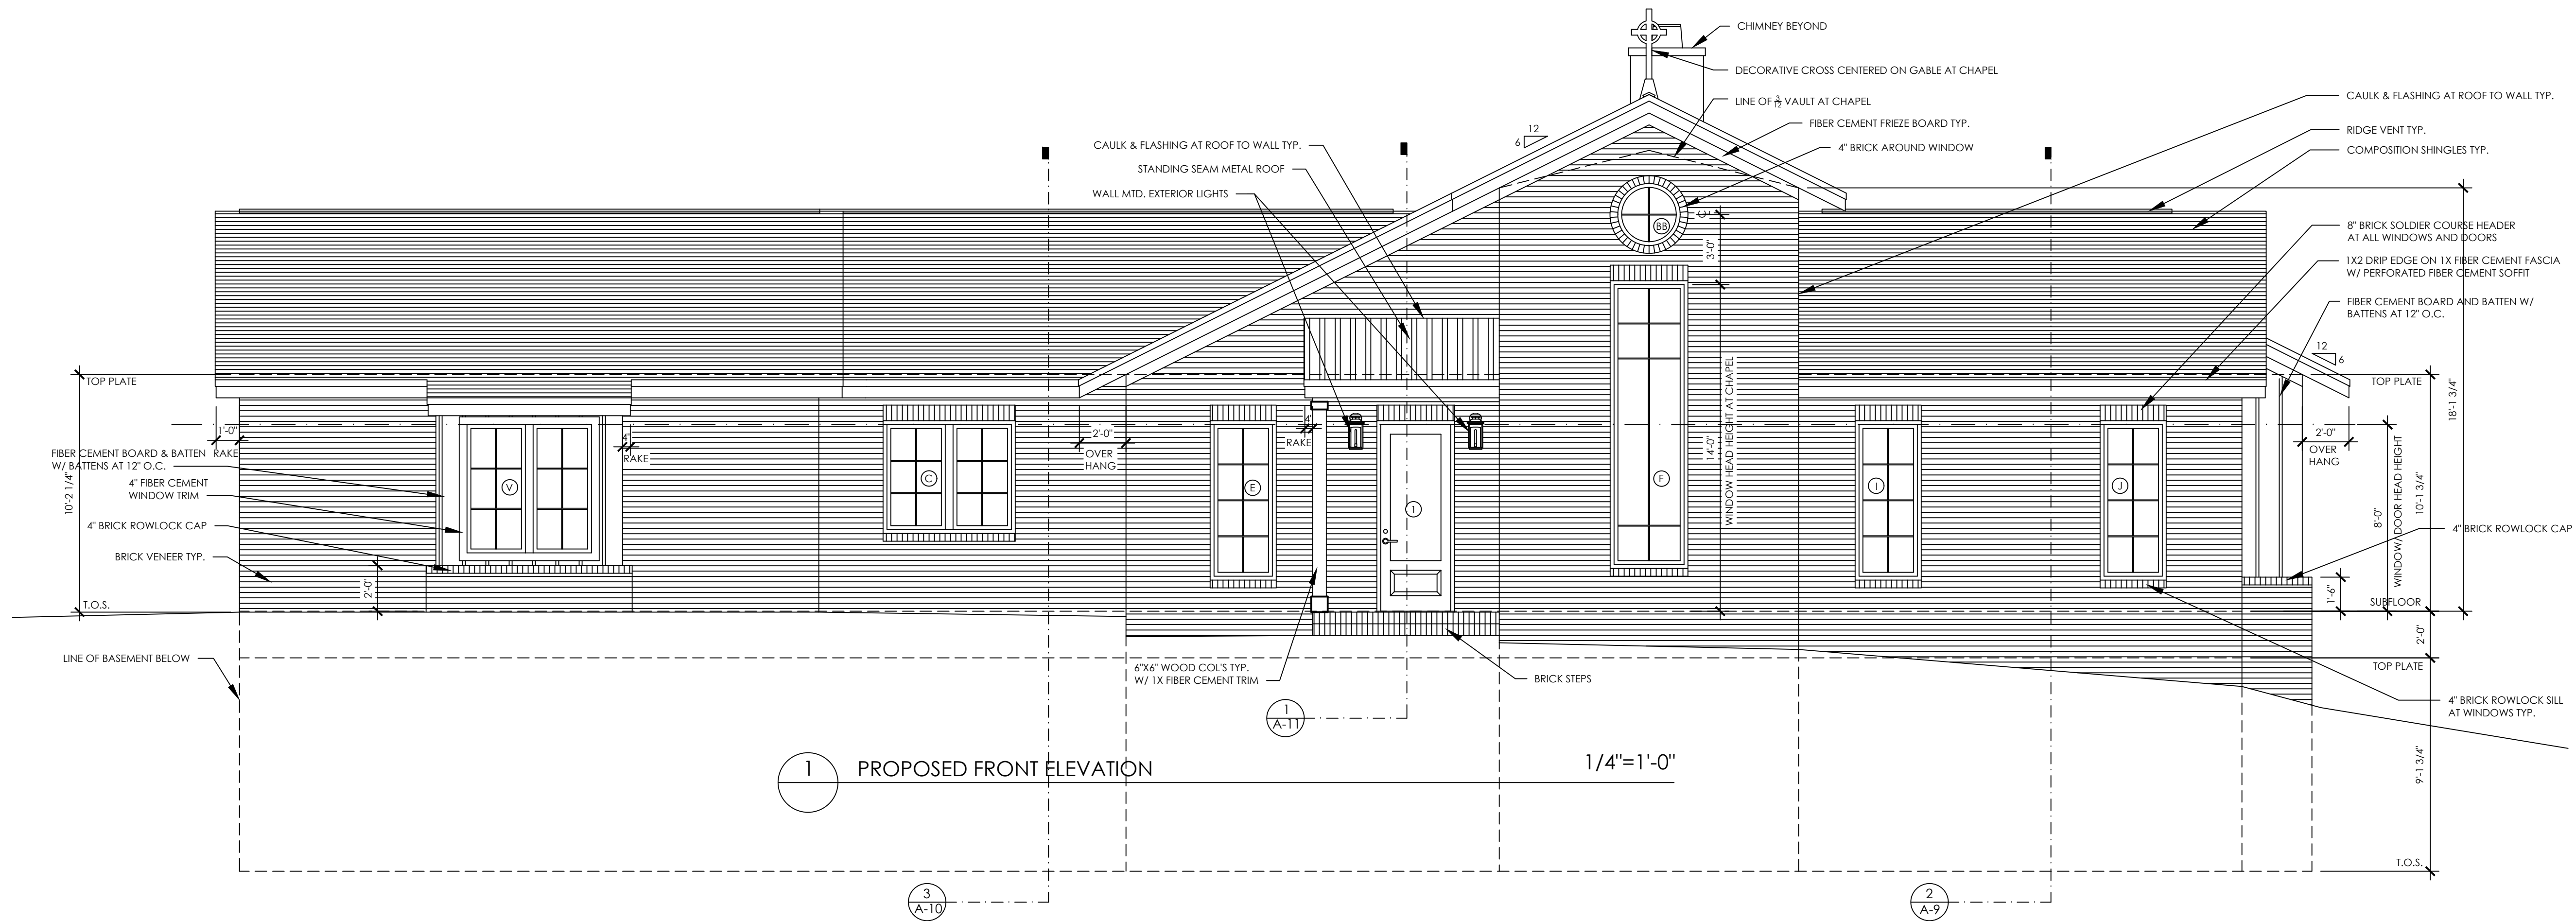 CHIMNEY BEYOND
DECORATIVE CROSS CENTERED ON GABLE AT CHAPEL
LINE OF 3/12 VAULT AT CHAPEL
FIBER CEMENT FRIEZE BOARD TYP.
4" BRICK AROUND WINDOW
12
6
CAULK & FLASHING AT ROOF TO WALL TYP.
STANDING SEAM METAL ROOF
WALL MTD. EXTERIOR LIGHTS
CAULK & FLASHING AT ROOF TO WALL TYP.
RIDGE VENT TYP.
COMPOSITION SHINGLES TYP.
8" BRICK SOLDIER COURSE HEADER
AT ALL WINDOWS AND DOORS
1X2 DRIP EDGE ON 1X FIBER CEMENT FASCIA
W/ PERFORATED FIBER CEMENT SOFFIT
FIBER CEMENT BOARD AND BATTEN W/
BATTENS AT 12" O.C.
12
6
TOP PLATE
10'-2 1/4"
T.O.S.
1'-0"
RAKE
FIBER CEMENT BOARD & BATTEN
W/ BATTENS AT 12" O.C.
4" FIBER CEMENT
WINDOW TRIM
4" BRICK ROWLOCK CAP
BRICK VENEER TYP.
LINE OF BASEMENT BELOW
2'-0"
4"
RAKE
V
C
2'-0"
OVER
HANG
E
4"
RAKE
1
BB
F
3'-0"
14'-0"
WINDOW HEAD HEIGHT AT CHAPEL
I
J
TOP PLATE
18'-1 3/4"
10'-1 3/4"
8'-0"
WINDOW/DOOR HEAD HEIGHT
2'-0"
OVER
HANG
4" BRICK ROWLOCK CAP
1'-6"
SUBFLOOR
2'-0"
TOP PLATE
4" BRICK ROWLOCK SILL
AT WINDOWS TYP.
9'-1 3/4"
T.O.S.
6"X6" WOOD COL'S TYP.
W/ 1X FIBER CEMENT TRIM
BRICK STEPS
1
A-11
1
PROPOSED FRONT ELEVATION
1/4"=1'-0"
3
A-10
2
A-9